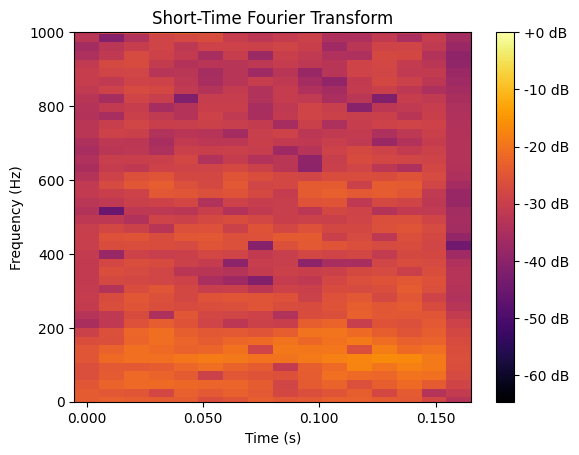 Short-Time Fourier Transform
Frequency (Hz)
1000
800
600
400
200
0
0.000
0.050
0.100
0.150
Time (s)
+0 dB
-10 dB
-20 dB
-30 dB
-40 dB
-50 dB
-60 dB